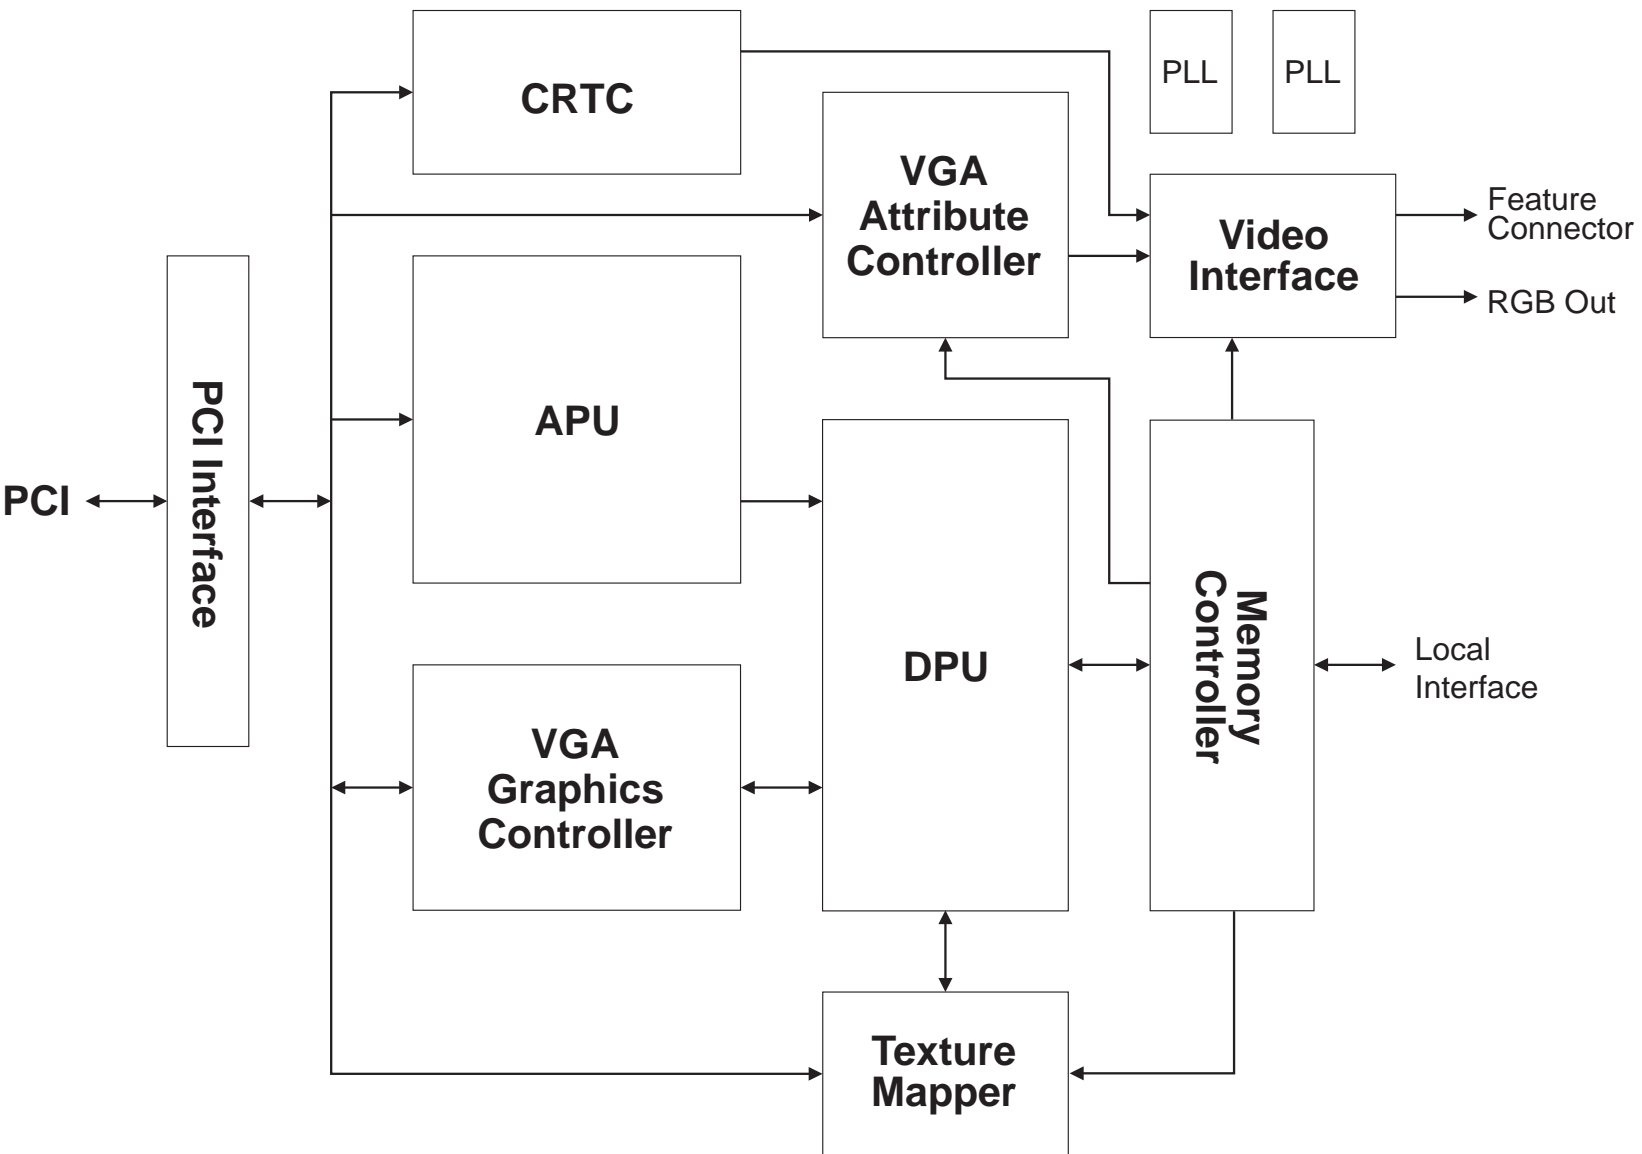 CRTC
PLL
PLL
VGA
Attribute
Controller
Video
Interface
Feature
Connector
RGB Out
PCI
PCI Interface
APU
DPU
Memory
Controller
Local
Interface
VGA
Graphics
Controller
Texture
Mapper